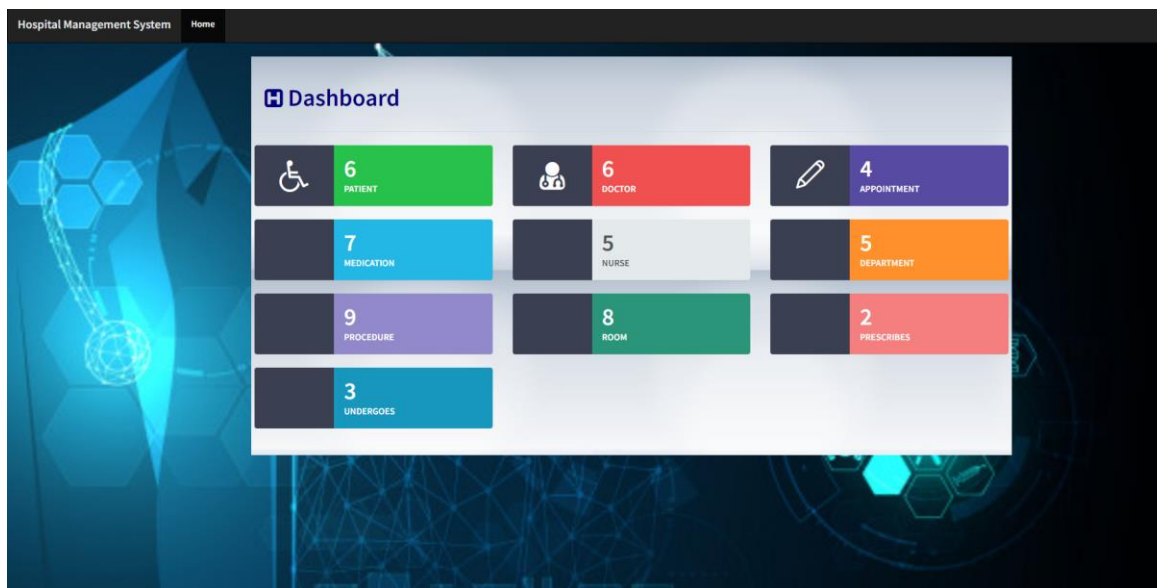 Hospital Management System Home
Dashboard
6
PATIENT
6
DOCTOR
4
APPOINTMENT
7
MEDICATION
5
NURSE
5
DEPARTMENT
9
PROCEDURE
8
ROOM
2
PRESCRIBES
3
UNDERGOES